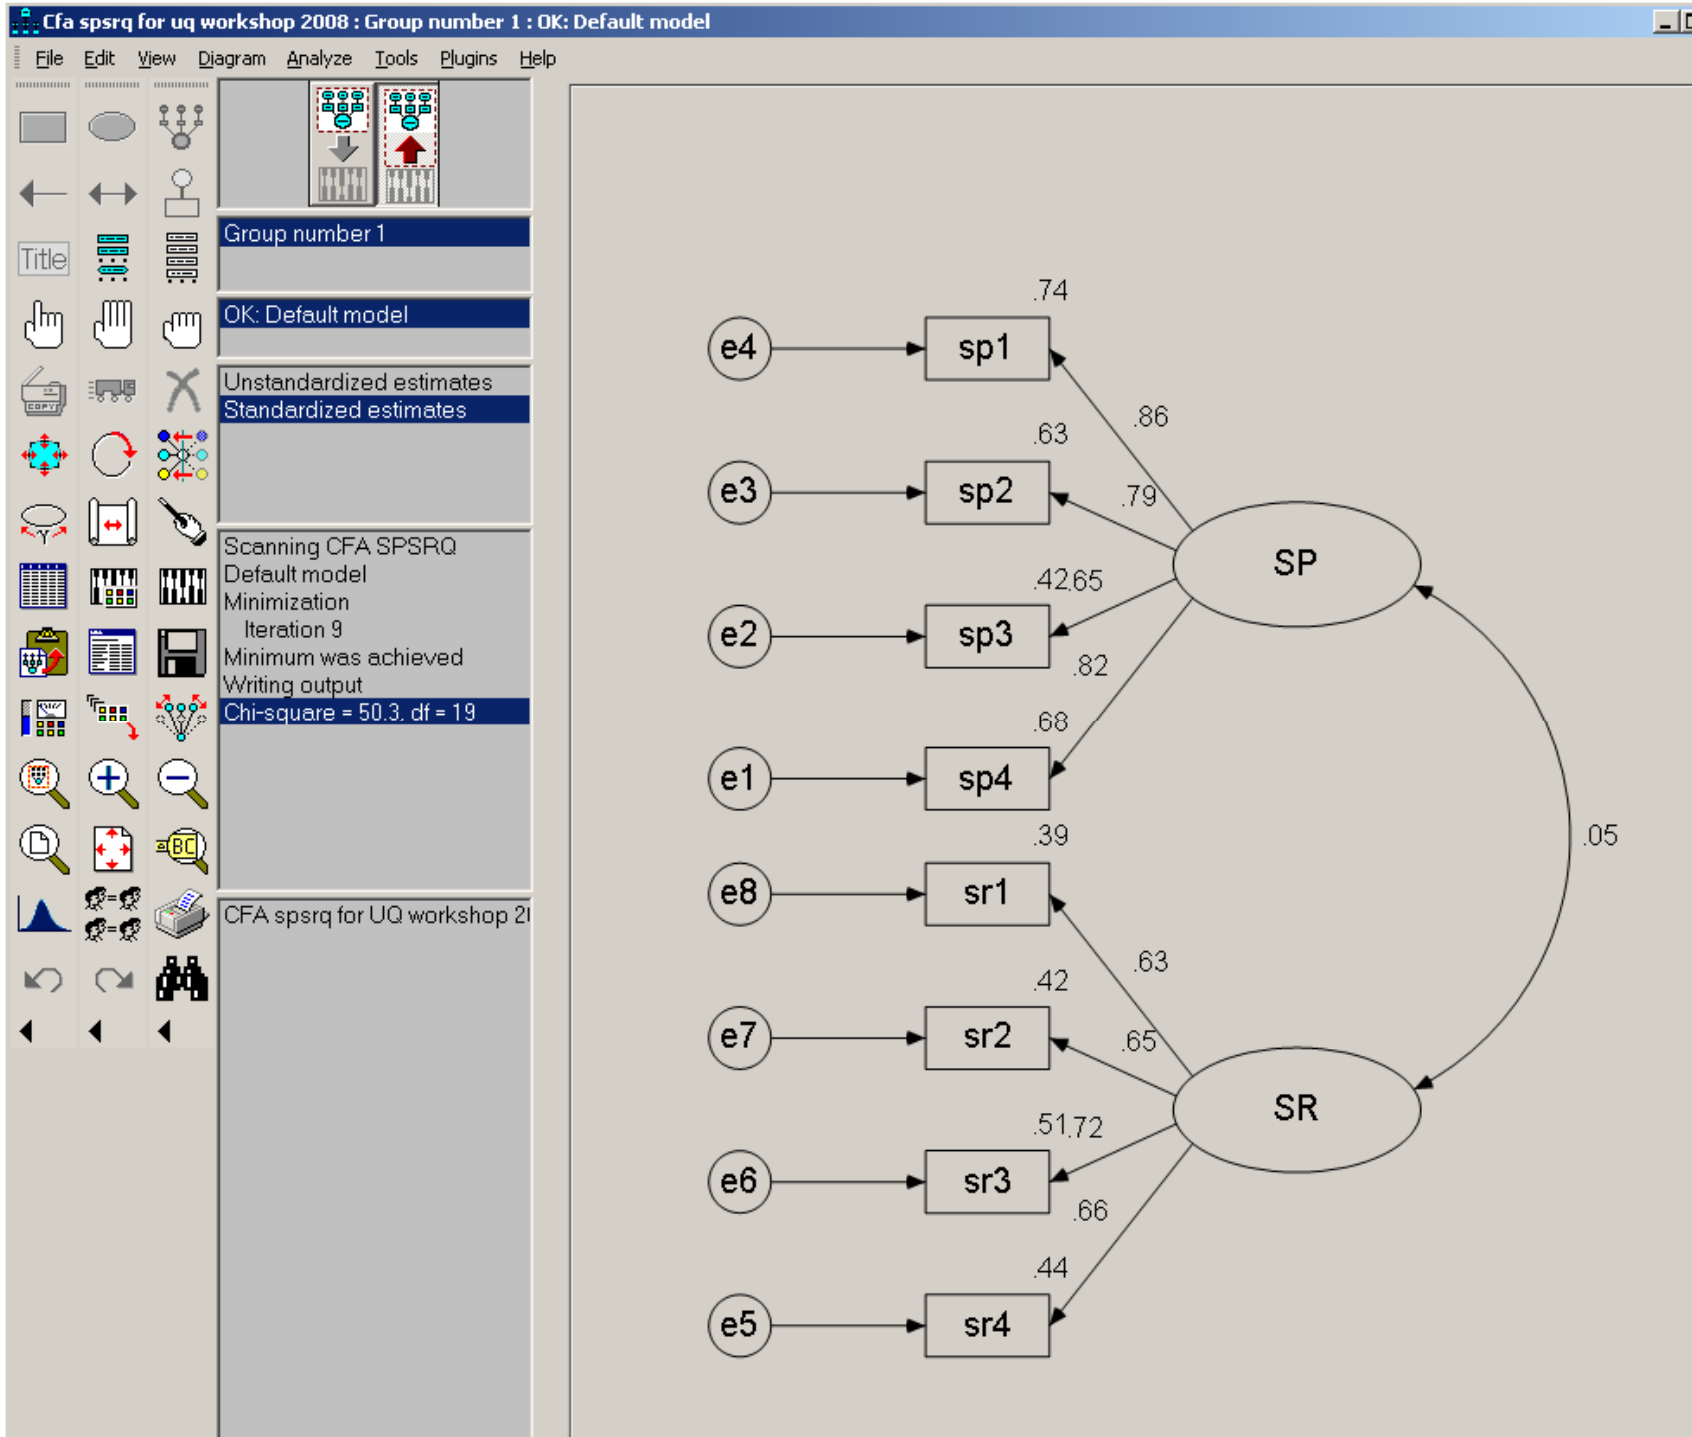 Cfa spsrq for uq workshop 2008 : Group number 1 : OK: Default model
File Edit View Diagram Analyze Tools Plugins Help
Title
COPY
BC
Group number 1
OK: Default model
Unstandardized estimates
Standardized estimates
Scanning CFA SPSRQ
Default model
Minimization
Iteration 9
Minimum was achieved
Writing output
Chi-square = 50.3, df = 19
CFA spsrq for UQ workshop 2
.74
e4 sp1
.86
.63
e3 sp2
.79
SP
.42 .65
e2 sp3
.82
.68
e1 sp4
.39
.05
e8 sr1
.63
.42
e7 sr2
.65
SR
.51 .72
e6 sr3
.66
.44
e5 sr4